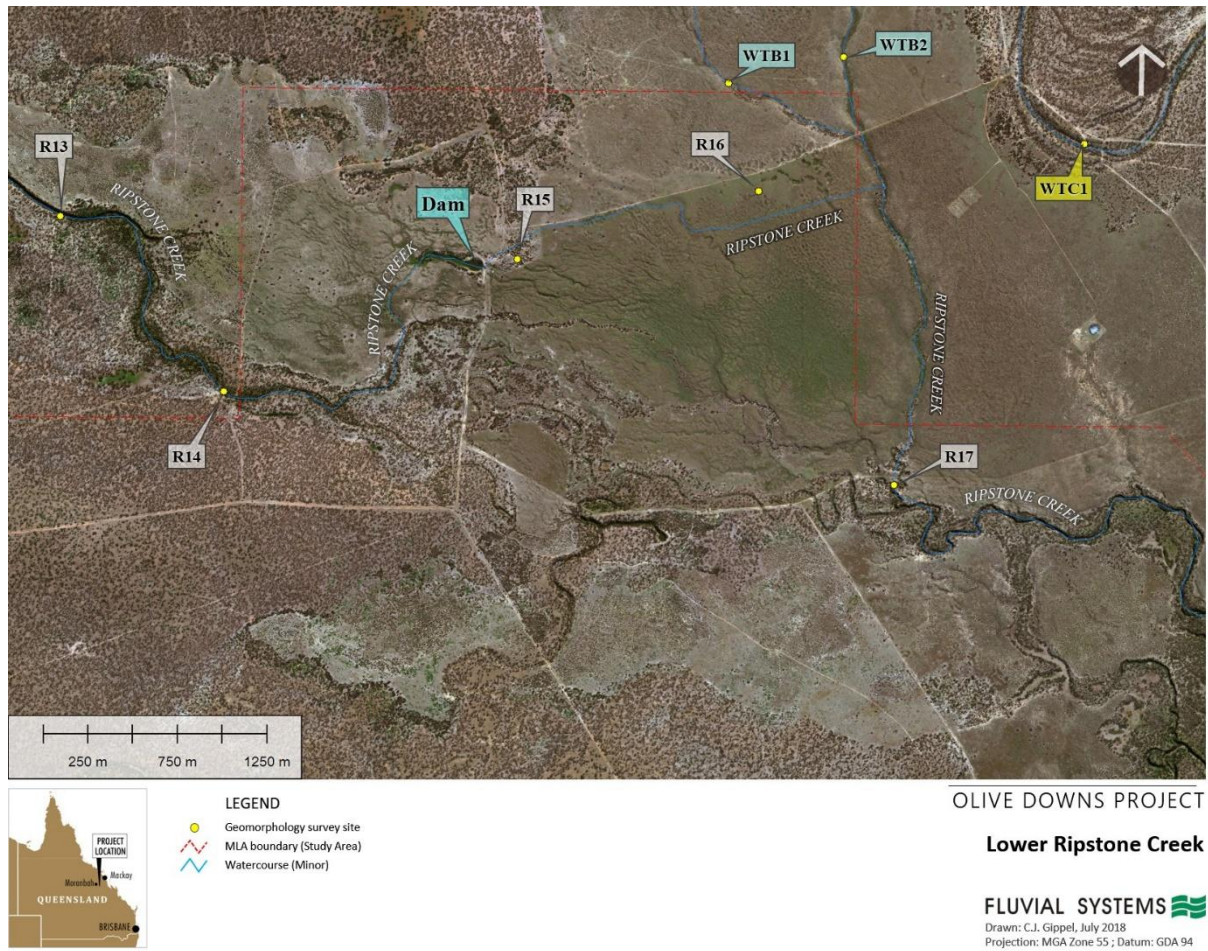 WTB1
WTB2
R13
R16
WTC1
RIPSTONE CREEK
Dam
R15
RIPSTONE CREEK
RIPSTONE CREEK
RIPSTONE CREEK
R14
R17
RIPSTONE CREEK
250 m 750 m 1250 m
LEGEND
Geomorphology survey site
MLA boundary (Study Area)
Watercourse (Minor)
PROJECT
LOCATION
Moranbah
Mackay
QUEENSLAND
BRISBANE
OLIVE DOWNS PROJECT
Lower Ripstone Creek
FLUVIAL SYSTEMS
Drawn: C.J. Gippel, July 2018
Projection: MGA Zone 55 ; Datum: GDA 94